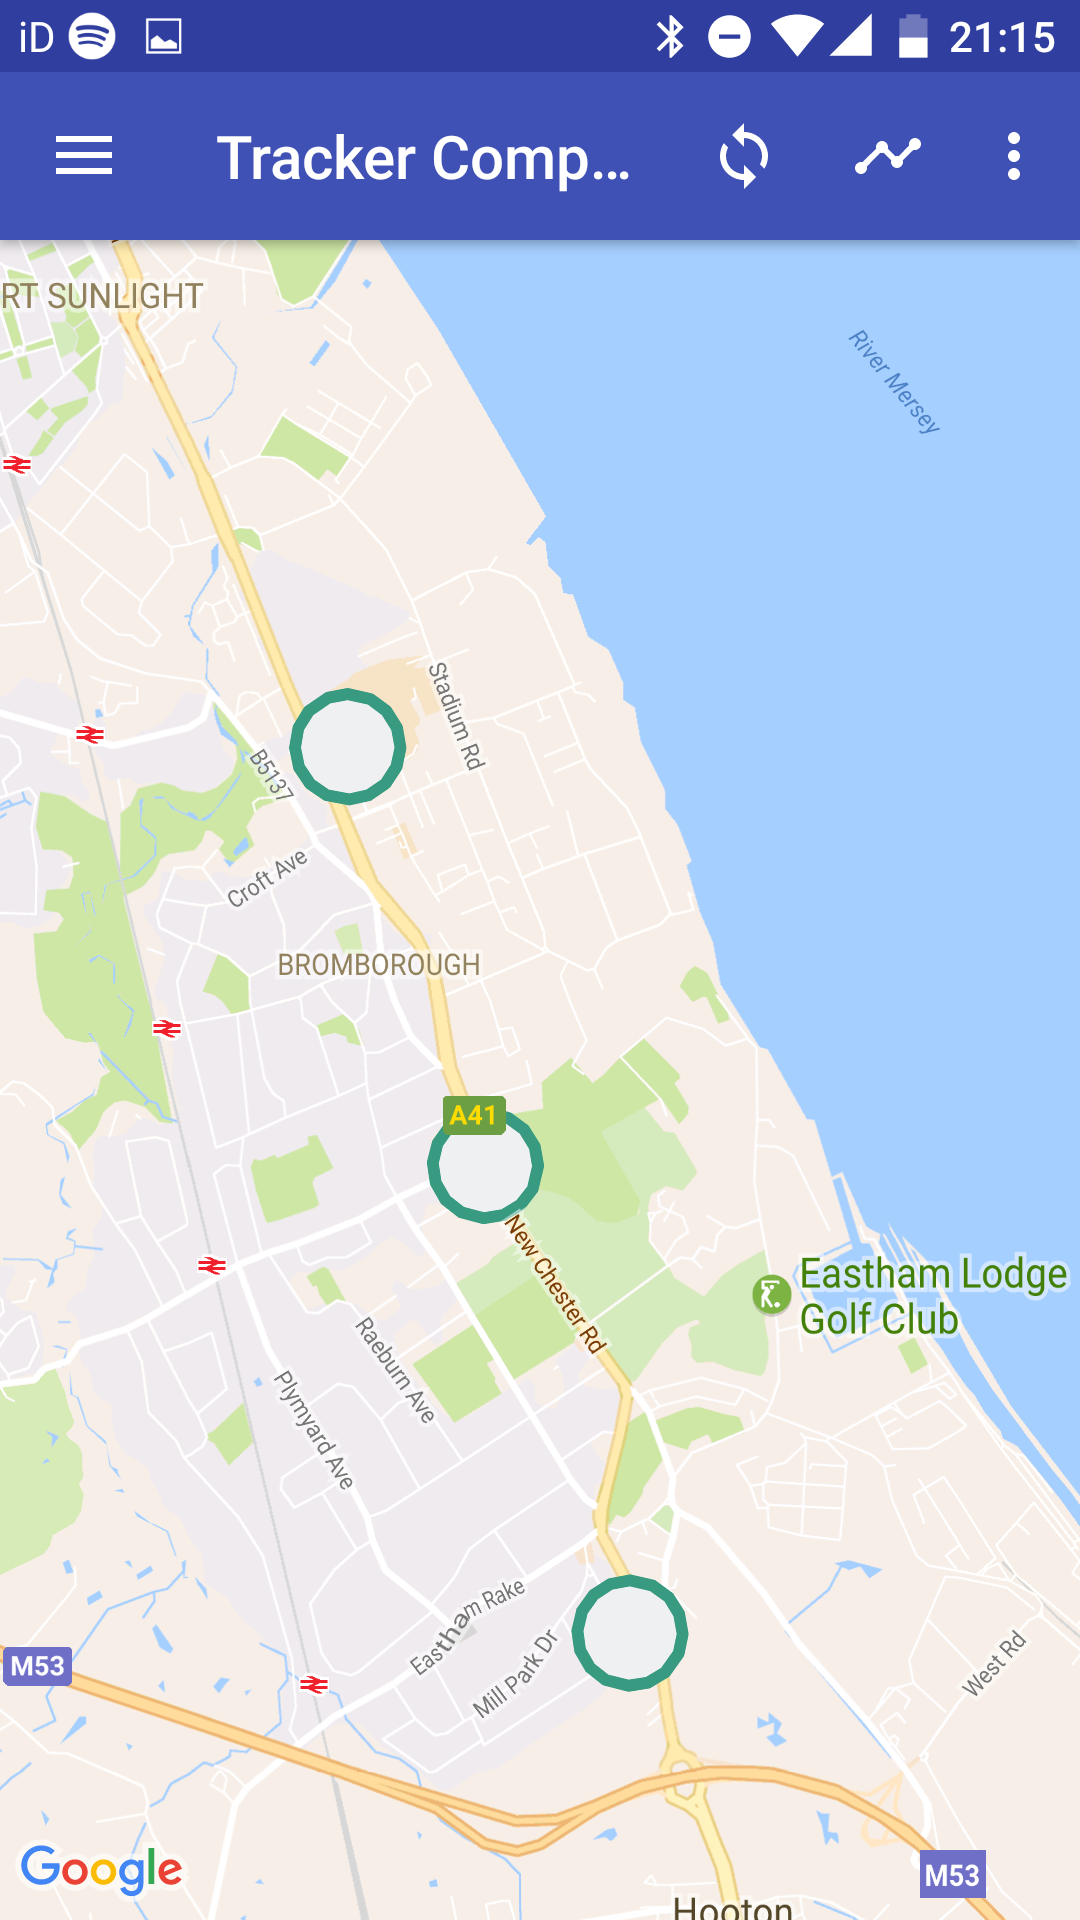 iD
21:15
Tracker Comp...
RT SUNLIGHT
River Mersey
Stadium Rd
B5137
Croft Ave
BROMBOROUGH
A41
New Chester Rd
Eastham Lodge
Golf Club
Raeburn Ave
Plymyard Ave
Eastham Rake
Mill Park Dr
West Rd
M53
Google
M53
Hooton